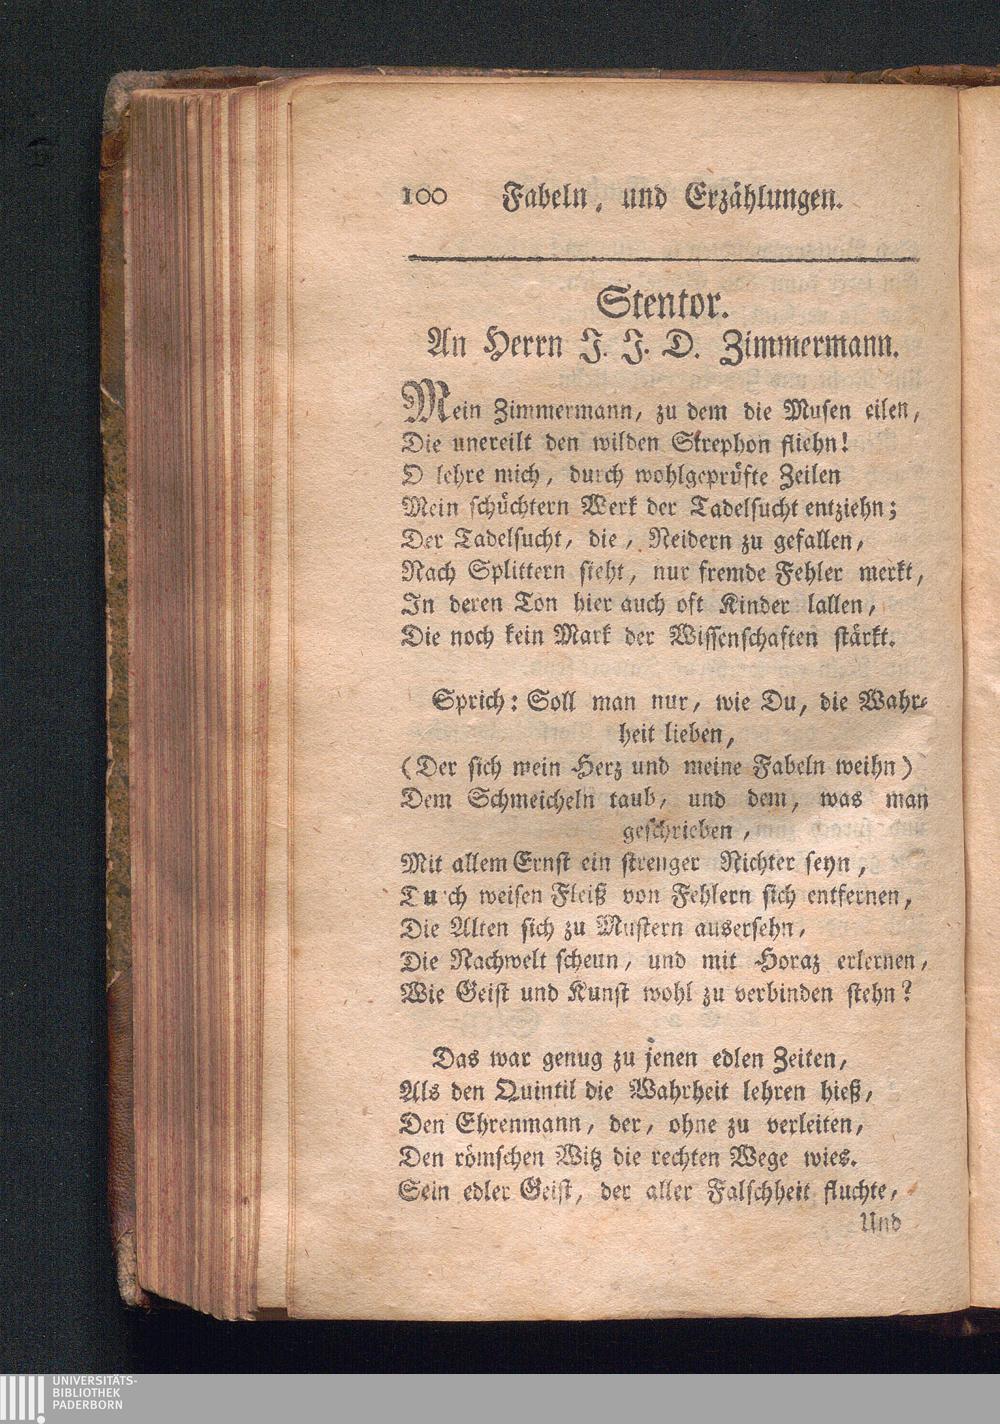 100 Fabeln, und Erzählungen.
Stentor.
An Herrn J. J. D. Zimmermann.
Mein Zimmermann, zu dem die Musen eilen,
Die unereilt den wilden Strephon fliehn!
O lehre mich, durch wohlgeprüfte Zeilen
Mein schüchtern Werk der Tadelsucht entziehn;
Der Tadelsucht, die, Neidern zu gefallen,
Nach Splittern sieht, nur fremde Fehler merkt,
In deren Ton hier auch oft Kinder lallen,
Die noch kein Mark der Wissenschaften stärkt.
Sprich: Soll man nur, wie Du, die Wahr-
heit lieben,
(Der sich mein Herz und meine Fabeln weihn)
Dem Schmeicheln taub, und dem, was man
geschrieben,
Mit allem Ernst ein strenger Richter seyn,
Durch weisen Fleiß von Fehlern sich entfernen,
Die Alten sich zu Mustern ausersehn,
Die Nachwelt scheun, und mit Horaz erlernen,
Wie Geist und Kunst wohl zu verbinden stehn?
Das war genug zu jenen edlen Zeiten,
Als den Quintil die Wahrheit lehren hieß,
Den Ehrenmann, der, ohne zu verleiten,
Den römschen Witz die rechten Wege wies.
Sein edler Geist, der aller Falschheit fluchte,
Und
UNIVERSITÄTS-
BIBLIOTHEK
PADERBORN